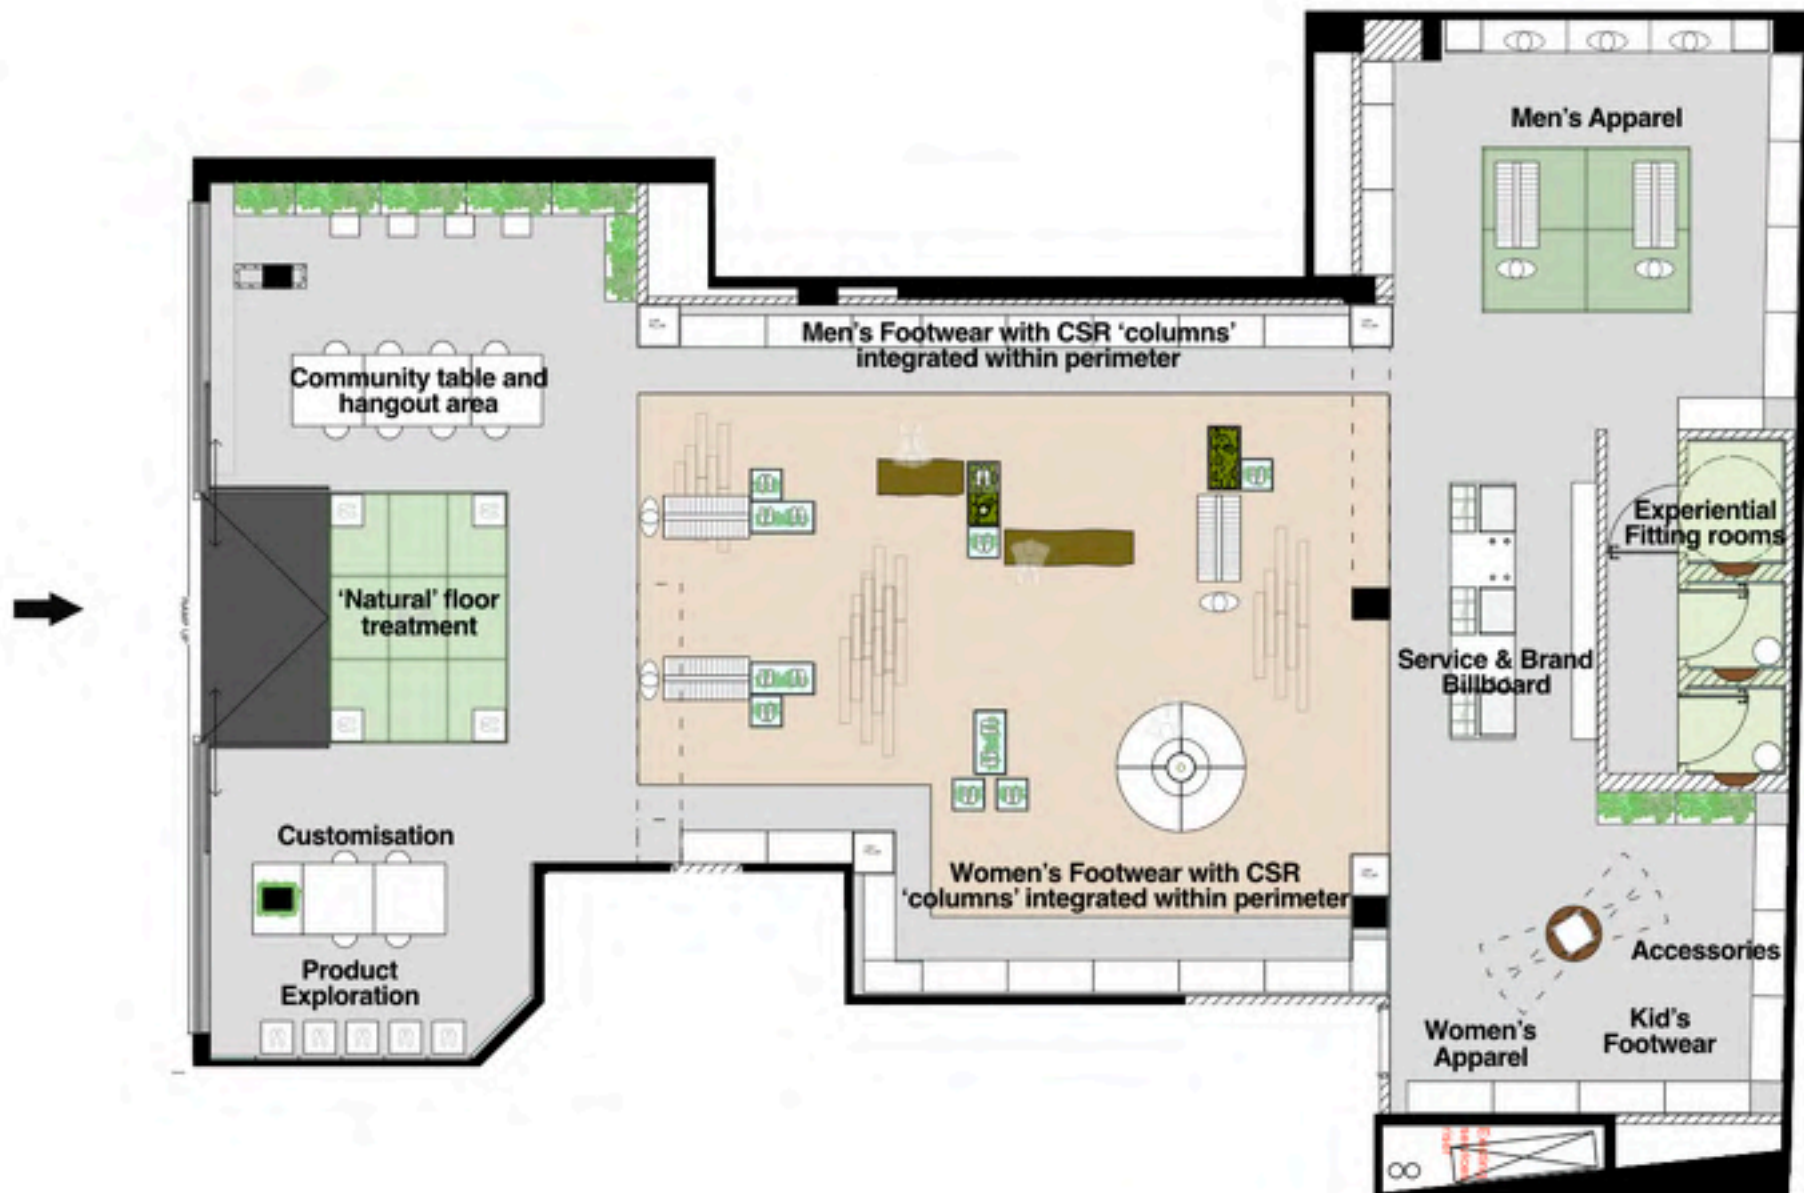 Men's Apparel
Men's Footwear with CSR 'columns'
integrated within perimeter
Community table and
hangout area
Experiential
Fitting rooms
'Natural' floor
treatment
Service & Brand
Billboard
Customisation
Women's Footwear with CSR
'columns' integrated within perimeter
Product
Exploration
Accessories
Women's
Apparel
Kid's
Footwear